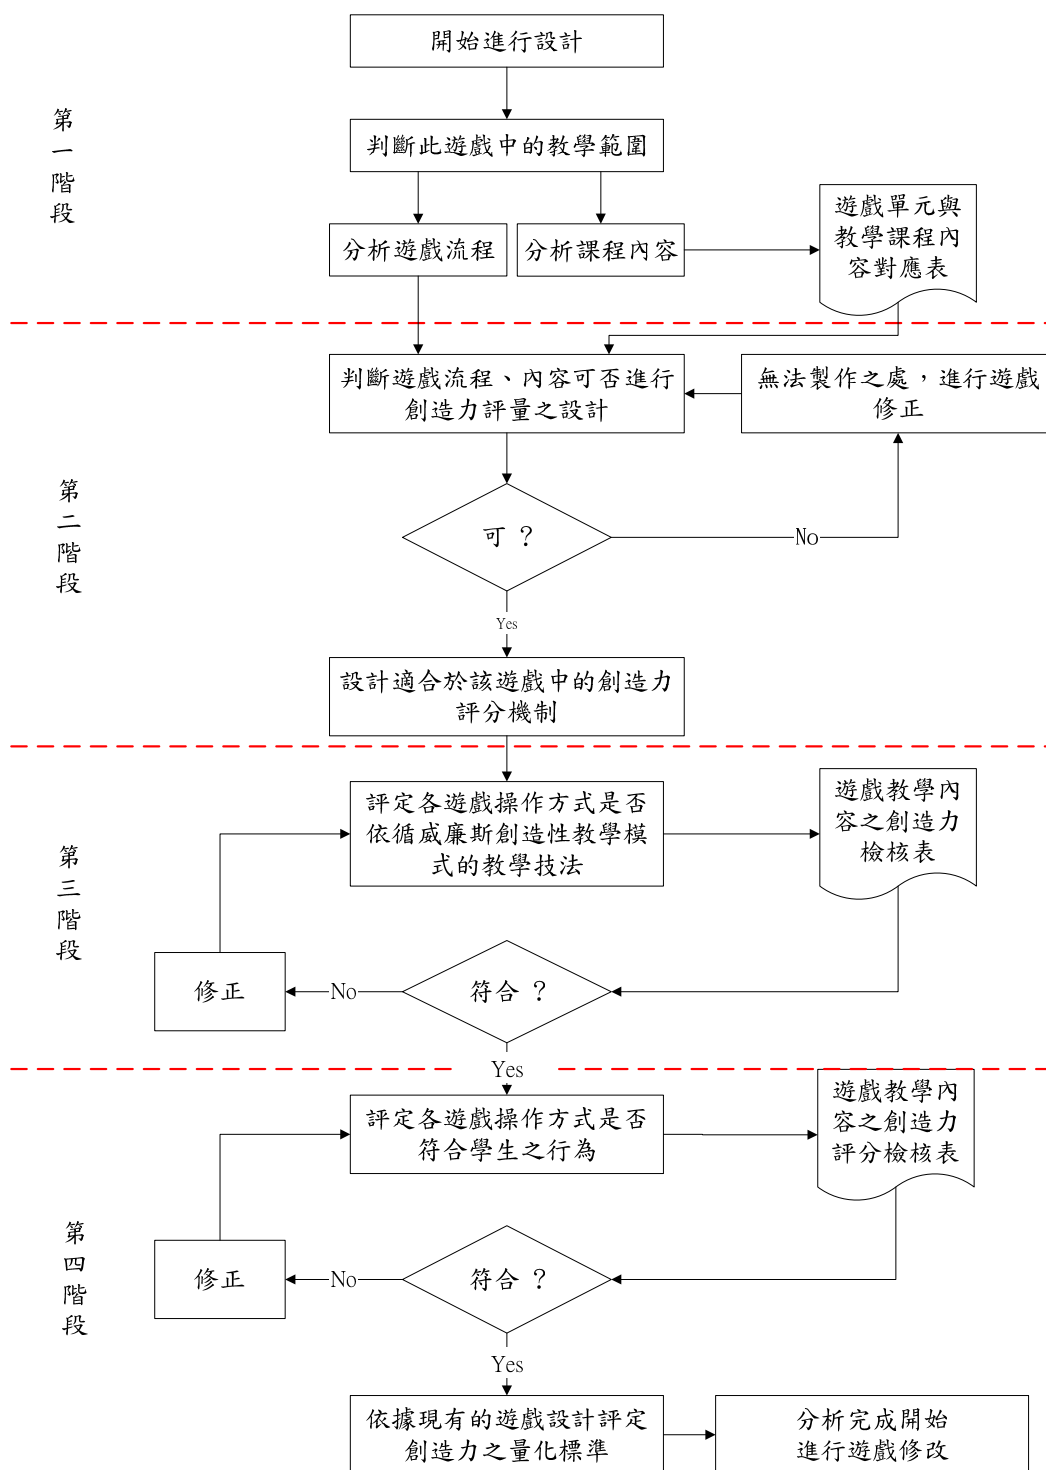 開始進行設計
第一階段
判斷此遊戲中的教學範圍
分析遊戲流程
分析課程內容
遊戲單元與
教學課程內
容對應表
判斷遊戲流程、內容可否進行
創造力評量之設計
無法製作之處，進行遊戲
修正
第二階段
可 ?
No
Yes
設計適合於該遊戲中的創造力
評分機制
第三階段
評定各遊戲操作方式是否
依循威廉斯創造性教學模
式的教學技法
遊戲教學內
容之創造力
檢核表
修正
No
符合 ?
Yes
第四階段
評定各遊戲操作方式是否
符合學生之行為
遊戲教學內
容之創造力
評分檢核表
修正
No
符合 ?
Yes
依據現有的遊戲設計評定
創造力之量化標準
分析完成開始
進行遊戲修改